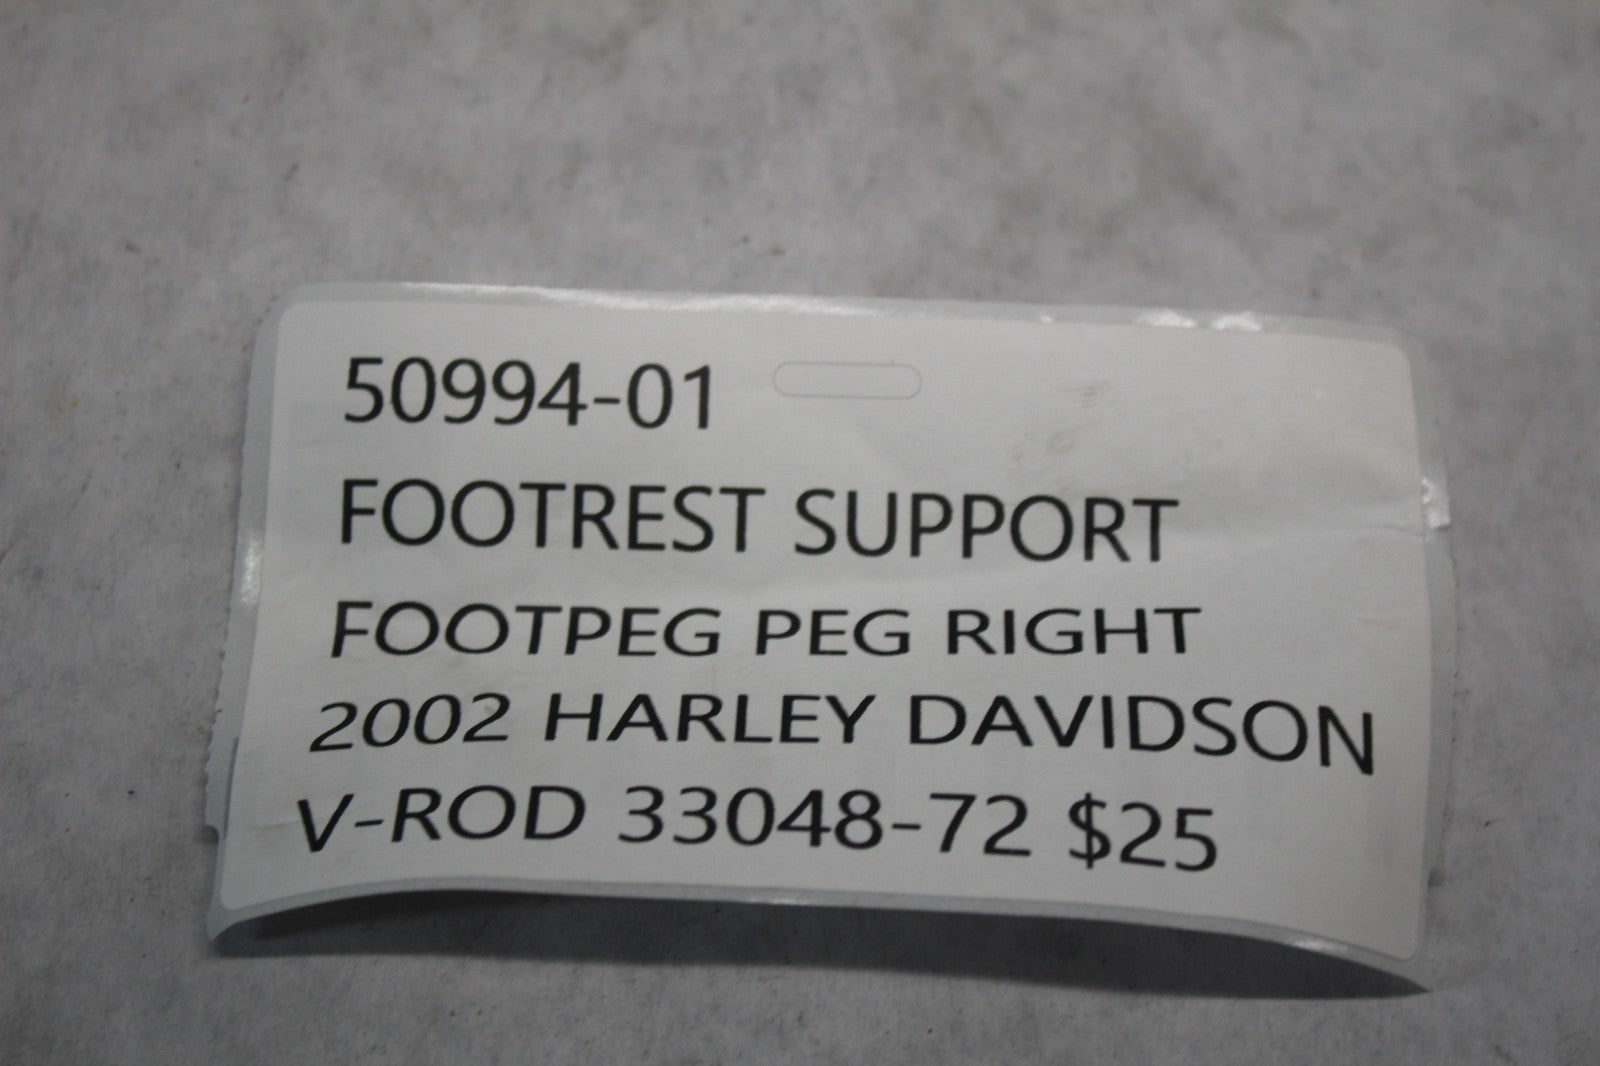 50994-01
FOOTREST SUPPORT
FOOTPEG PEG RIGHT
2002 HARLEY DAVIDSON
V-ROD 33048-72 $25